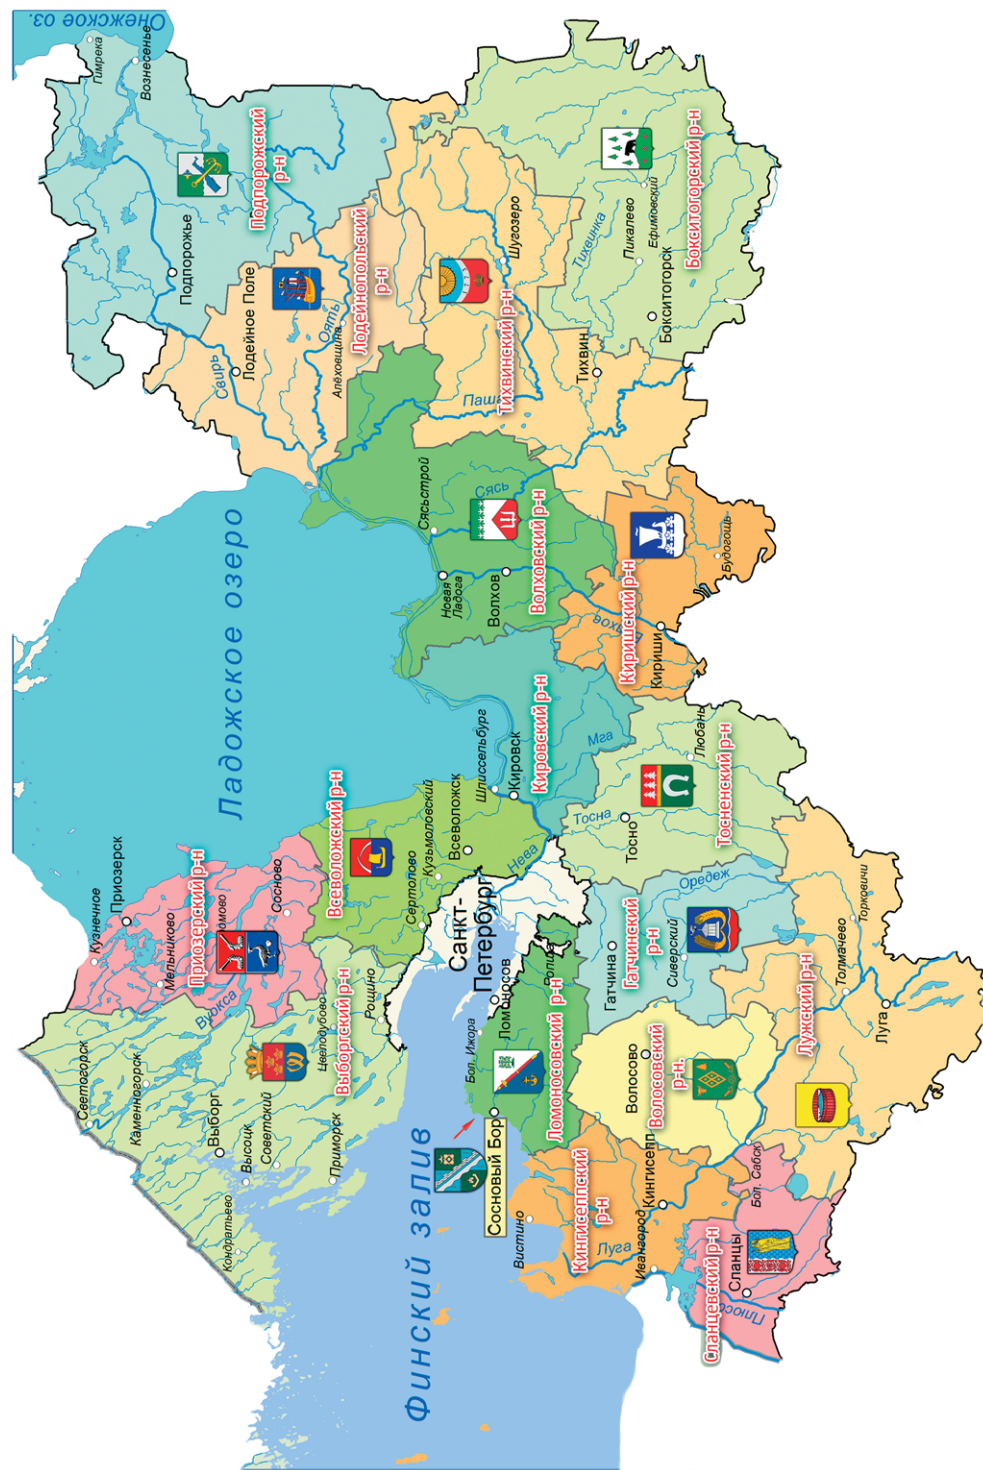 Онежское оз.
Гимрека
Вознесенье
Подпорожский
р-н
Подпорожье
Лодейнопольский
р-н
Лодейное Поле
Свирь
Оять
Алёховщина
Тихвинский р-н
Шугозеро
Паша
Тихвин
Бокситогорский р-н
Тихвинка
Пикалево
Ефимовский
Бокситогорск
Ладожское озеро
Волховский р-н
Сясьстрой
Сясь
Новая
Ладога
Волхов
Киришский р-н
Будогощь
Кириши
Кировский р-н
Шлиссельбург
Кировск
Мга
Тосненский р-н
Любань
Тосна
Тосно
Всеволожский р-н
Кузьмоловский
Всеволожск
Сертолово
Нева
Санкт-
Петербург
Приозерский р-н
Кузнечное
Приозерск
Мельниково
Сосново
Вуокса
Выборгский р-н
Рощино
Цвелодубово
Светогорск
Каменногорск
Выборг
Высоцк
Советский
Приморск
Кондратьево
Финский залив
Ломоносовский р-н
Ломоносов
Бол. Ижора
Сосновый Бор
Гатчинский
р-н
Гатчина
Сиверский
Оредеж
Волосовский
р-н.
Волосово
Лужский р-н
Торковичи
Толмачево
Луга
Кингисеппский
р-н
Кингисепп
Вистино
Луга
Ивангород
Бол. Сабск
Сланцевский р-н
Сланцы